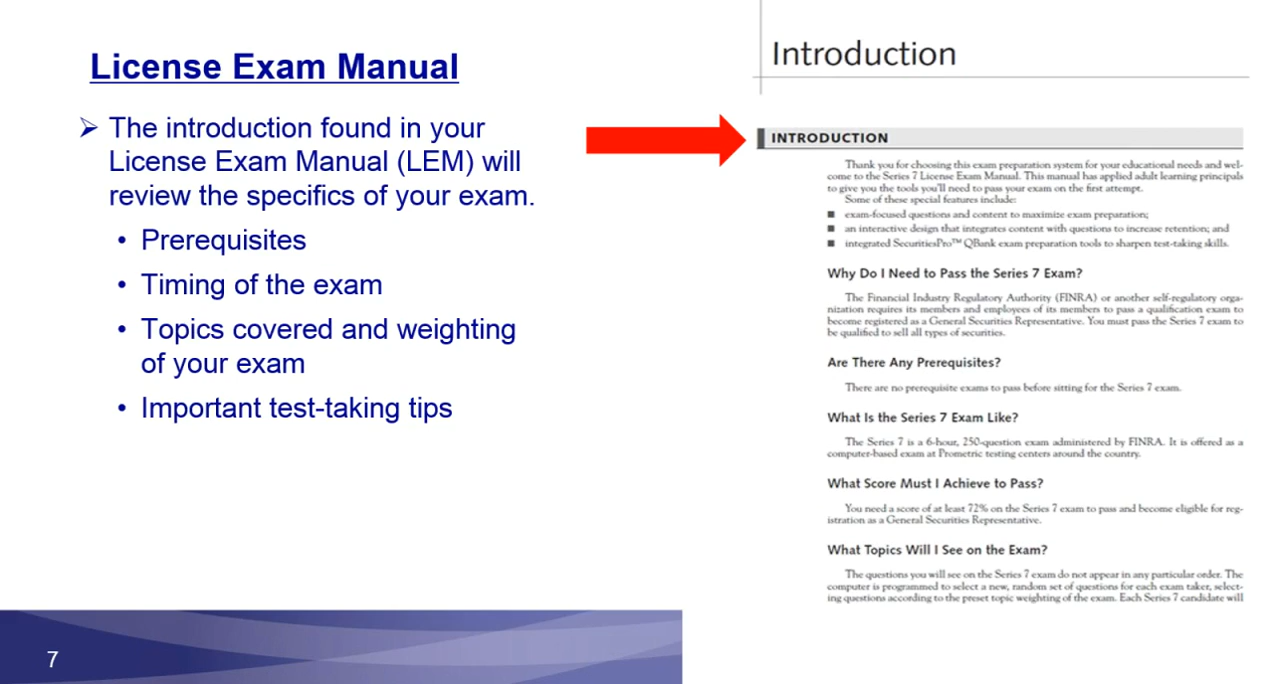 License Exam Manual
➢ The introduction found in your
License Exam Manual (LEM) will
review the specifics of your exam.
• Prerequisites
• Timing of the exam
• Topics covered and weighting
of your exam
• Important test-taking tips
7
Introduction
INTRODUCTION
Thank you for choosing this exam preparation system for your educational needs and wel-
come to the Series 7 License Exam Manual. This manual has applied adult learning principals
to give you the tools you'll need to pass your exam on the first attempt.
Some of these special features include:
■ exam-focused questions and content to maximize exam preparation;
■ an interactive design that integrates content with questions to increase retention; and
■ integrated SecuritiesPro™ QBank exam preparation tools to sharpen test-taking skills.
Why Do I Need to Pass the Series 7 Exam?
The Financial Industry Regulatory Authority (FINRA) or another self-regulatory orga-
nization requires its members and employees of its members to pass a qualification exam to
become registered as a General Securities Representative. You must pass the Series 7 exam to
be qualified to sell all types of securities.
Are There Any Prerequisites?
There are no prerequisite exams to pass before sitting for the Series 7 exam.
What Is the Series 7 Exam Like?
The Series 7 is a 6-hour, 250-question exam administered by FINRA. It is offered as a
computer-based exam at Prometric testing centers around the country.
What Score Must I Achieve to Pass?
You need a score of at least 72% on the Series 7 exam to pass and become eligible for reg-
istration as a General Securities Representative.
What Topics Will I See on the Exam?
The questions you will see on the Series 7 exam do not appear in any particular order. The
computer is programmed to select a new, random set of questions for each exam taker, select-
ing questions according to the preset topic weighting of the exam. Each Series 7 candidate will